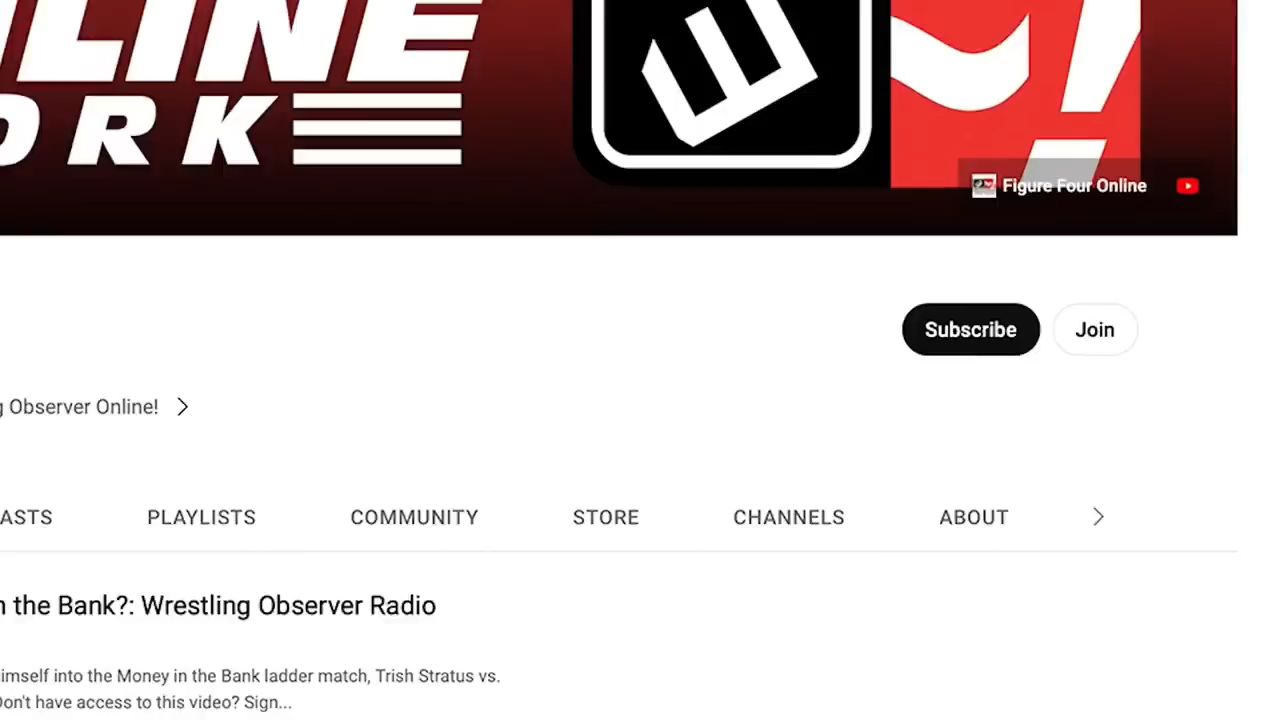 LINE
ORK
Figure Four Online
Subscribe
Join
Observer Online!
ASTS
PLAYLISTS
COMMUNITY
STORE
CHANNELS
ABOUT
n the Bank?: Wrestling Observer Radio
imself into the Money in the Bank ladder match, Trish Stratus vs.
Don't have access to this video? Sign...